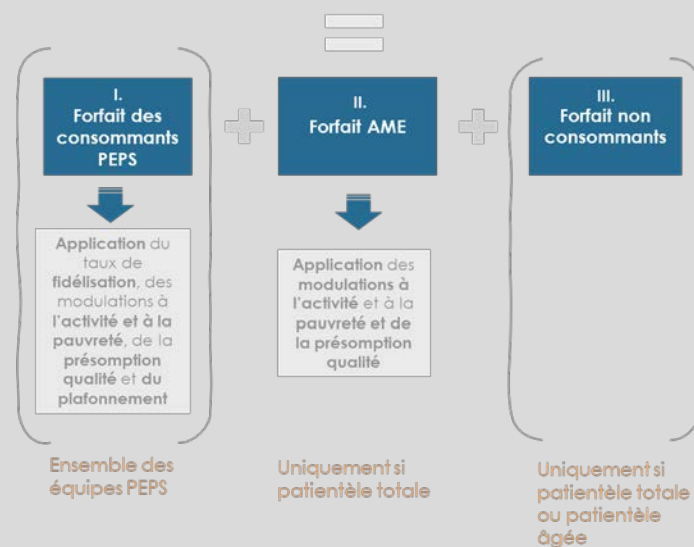 I.
Forfait des
consommants
PEPS
II.
Forfait AME
III.
Forfait non
consommants
Application du
taux de
fidélisation, des
modulations à
l'activité et à la
pauvreté, de la
présomption
qualité et du
plafonnement
Application des
modulations à
l'activité et à la
pauvreté et de
la présomption
qualité
Ensemble des
équipes PEPS
Uniquement si
patientèle totale
Uniquement si
patientèle totale
ou patientèle
âgée